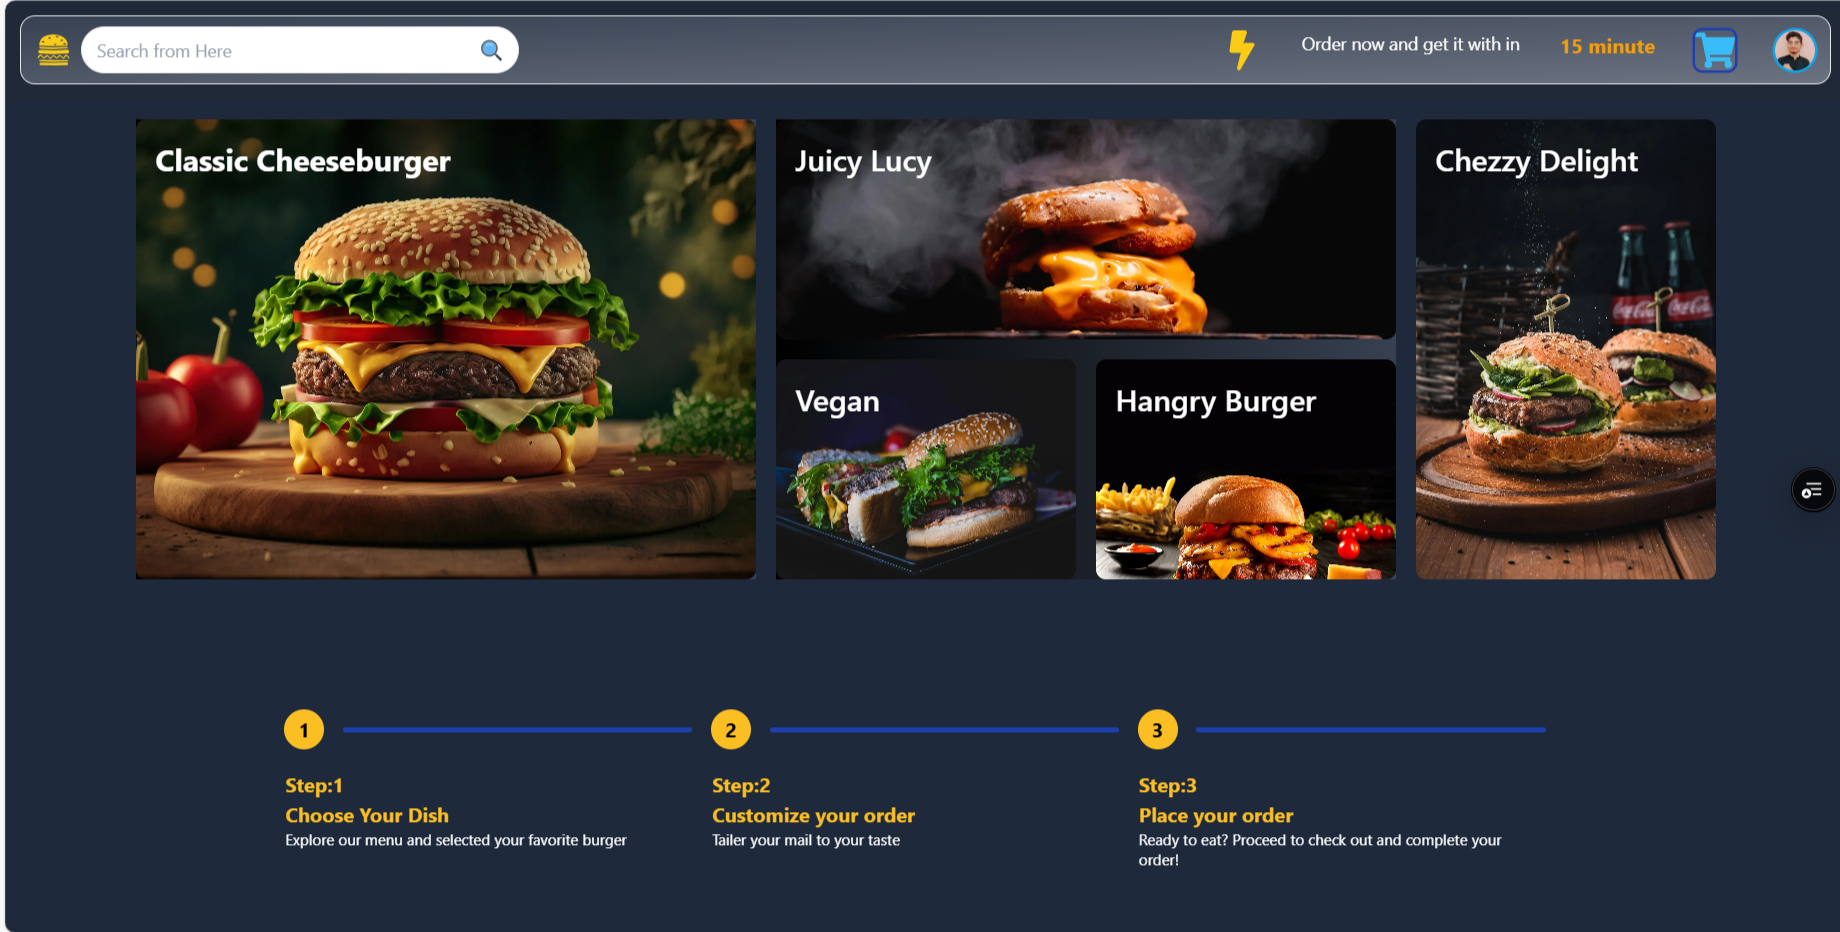 Search from Here
Order now and get it with in
15 minute
Classic Cheeseburger
Juicy Lucy
Chezzy Delight
Coca-Cola
Vegan
Hangry Burger
1
2
3
Step:1
Choose Your Dish
Explore our menu and selected your favorite burger
Step:2
Customize your order
Tailer your mail to your taste
Step:3
Place your order
Ready to eat? Proceed to check out and complete your
order!